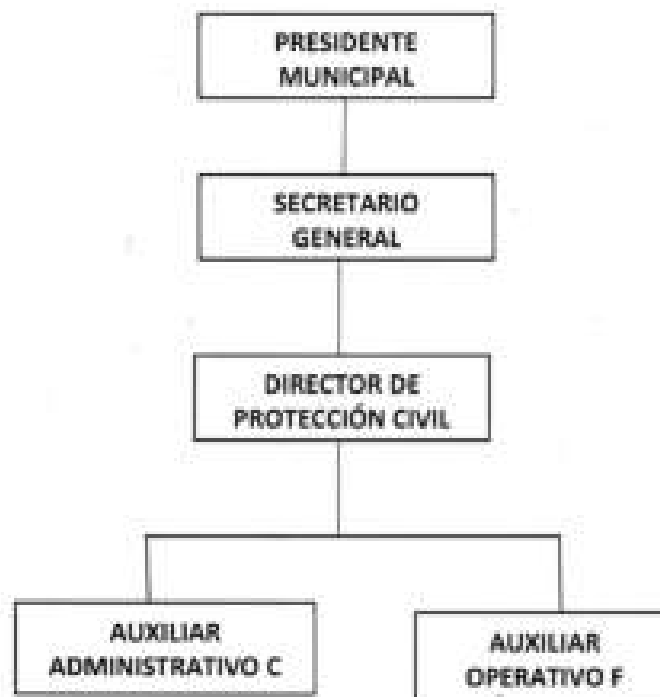 PRESIDENTE
MUNICIPAL
SECRETARIO
GENERAL
DIRECTOR DE
PROTECCIÓN CIVIL
AUXILIAR
ADMINISTRATIVO C
AUXILIAR
OPERATIVO F